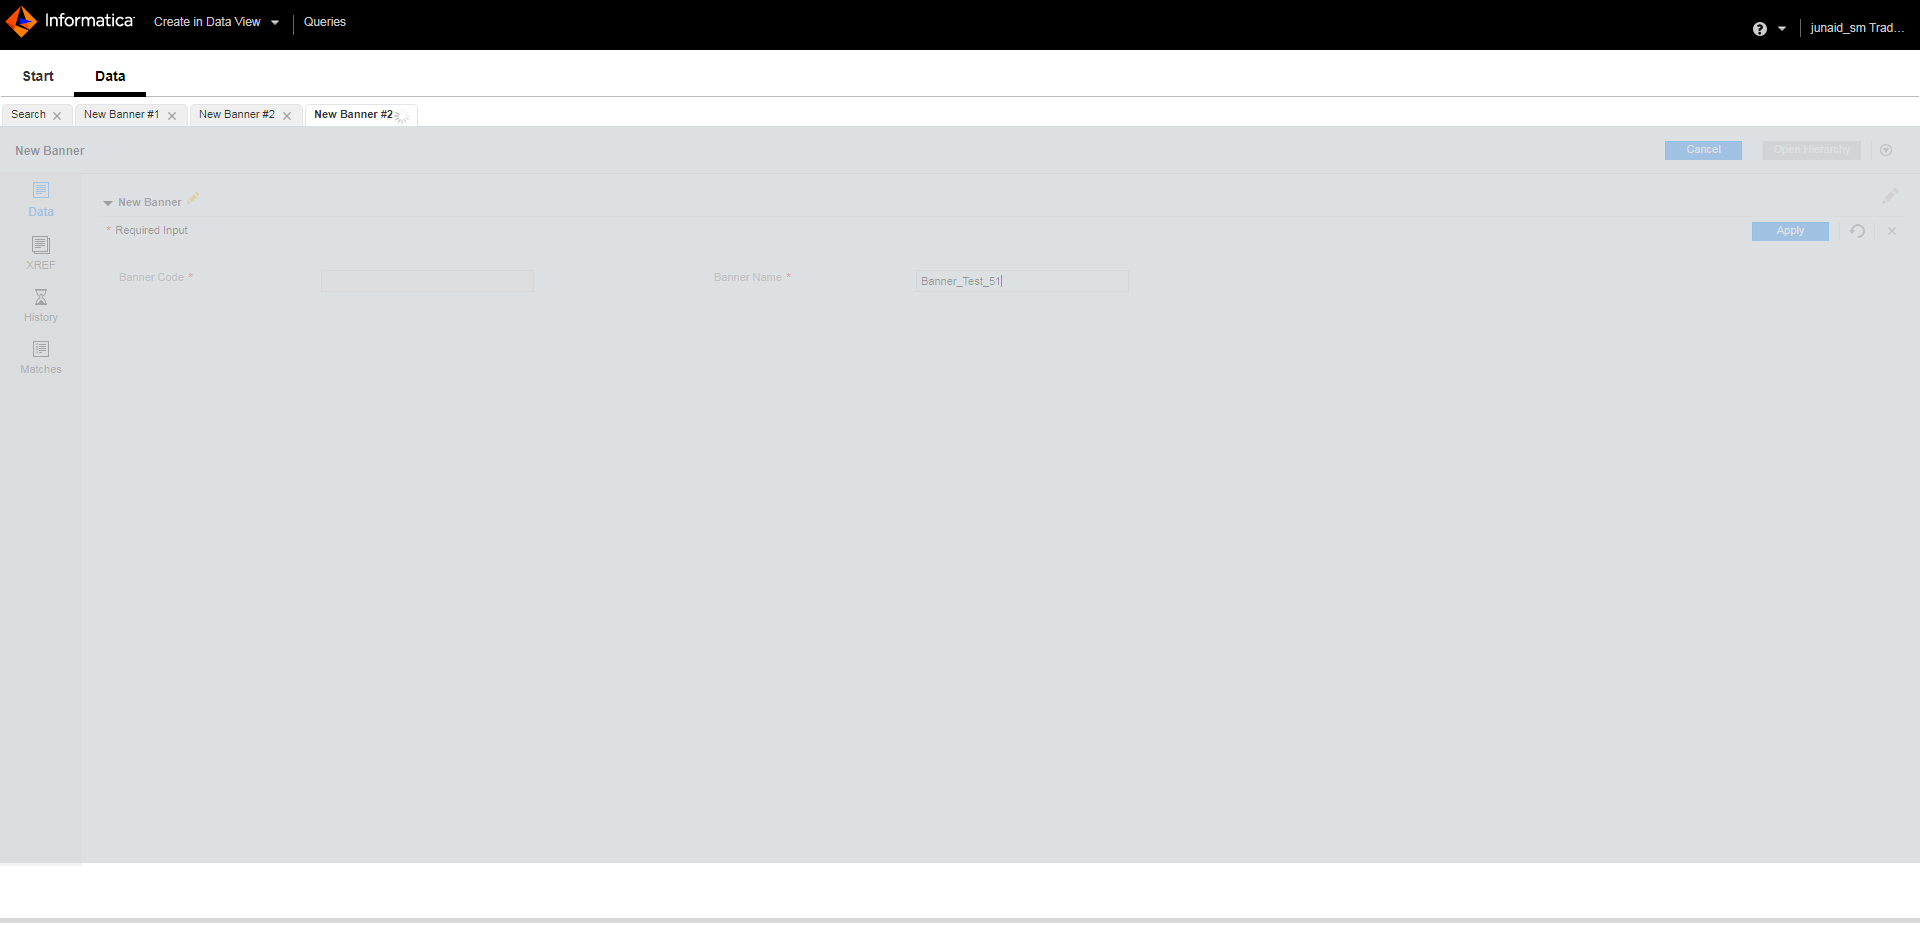 Informatica Create in Data View Queries junaid_sm Trad...
Start Data
Search New Banner #1 New Banner #2 New Banner #2
New Banner Cancel Open Hierarchy
Data
New Banner
* Required Input Apply
XREF
Banner Code * Banner Name * Banner_Test_51
History
Matches